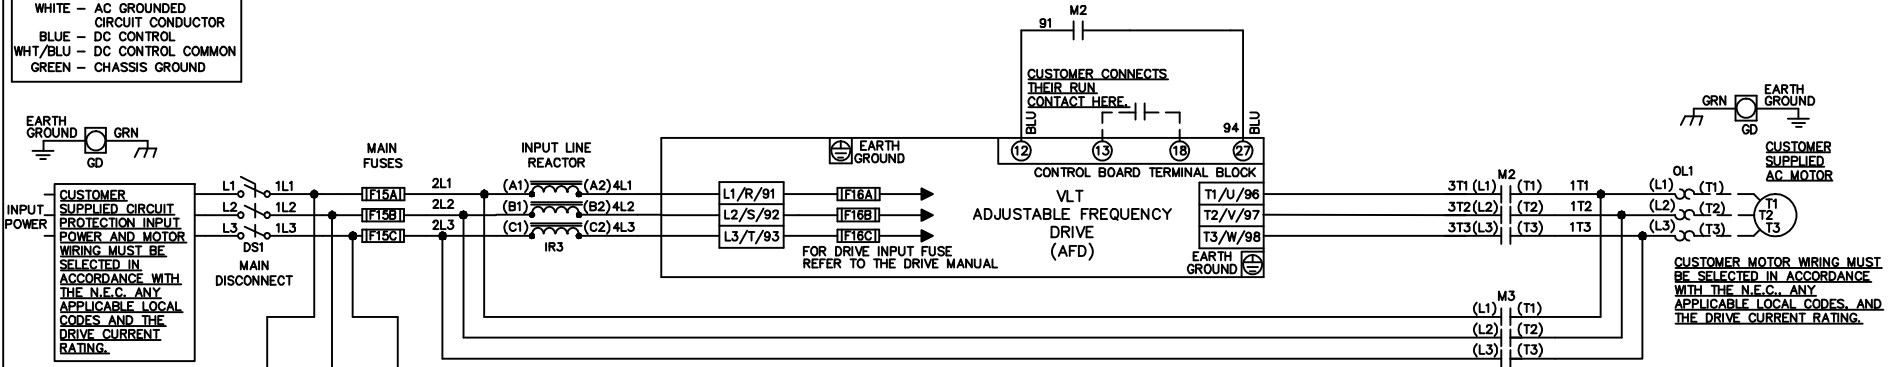 WHITE – AC GROUNDED
CIRCUIT CONDUCTOR
BLUE – DC CONTROL
WHT/BLU – DC CONTROL COMMON
GREEN – CHASSIS GROUND
EARTH
GROUND
GRN
GD
INPUT
POWER
CUSTOMER
SUPPLIED CIRCUIT
PROTECTION INPUT
POWER AND MOTOR
WIRING MUST BE
SELECTED IN
ACCORDANCE WITH
THE N.E.C. ANY
APPLICABLE LOCAL
CODES AND THE
DRIVE CURRENT
RATING.
L1
L2
L3
DS1
MAIN
DISCONNECT
1L1
1L2
1L3
MAIN
FUSES
F15A
F15B
F15C
2L1
2L2
2L3
INPUT LINE
REACTOR
(A1) (A2) 4L1
(B1) (B2) 4L2
(C1) (C2) 4L3
IR3
L1/R/91
L2/S/92
L3/T/93
EARTH
GROUND
F16A
F16B
F16C
FOR DRIVE INPUT FUSE
REFER TO THE DRIVE MANUAL
M2
91
CUSTOMER CONNECTS
THEIR RUN
CONTACT HERE.
BLU
94
BLU
12 13 18 27
CONTROL BOARD TERMINAL BLOCK
VLT
ADJUSTABLE FREQUENCY
DRIVE
(AFD)
T1/U/96
T2/V/97
T3/W/98
EARTH
GROUND
M2
3T1 (L1) (T1) 1T1
3T2(L2) (T2) 1T2
3T3(L3) (T3) 1T3
M3
(L1) (T1)
(L2) (T2)
(L3) (T3)
GRN
GD
EARTH
GROUND
CUSTOMER
SUPPLIED
AC MOTOR
OL1
(L1) (T1)
(L2) (T2)
(L3) (T3)
T1
T2
T3
CUSTOMER MOTOR WIRING MUST
BE SELECTED IN ACCORDANCE
WITH THE N.E.C., ANY
APPLICABLE LOCAL CODES, AND
THE DRIVE CURRENT RATING.